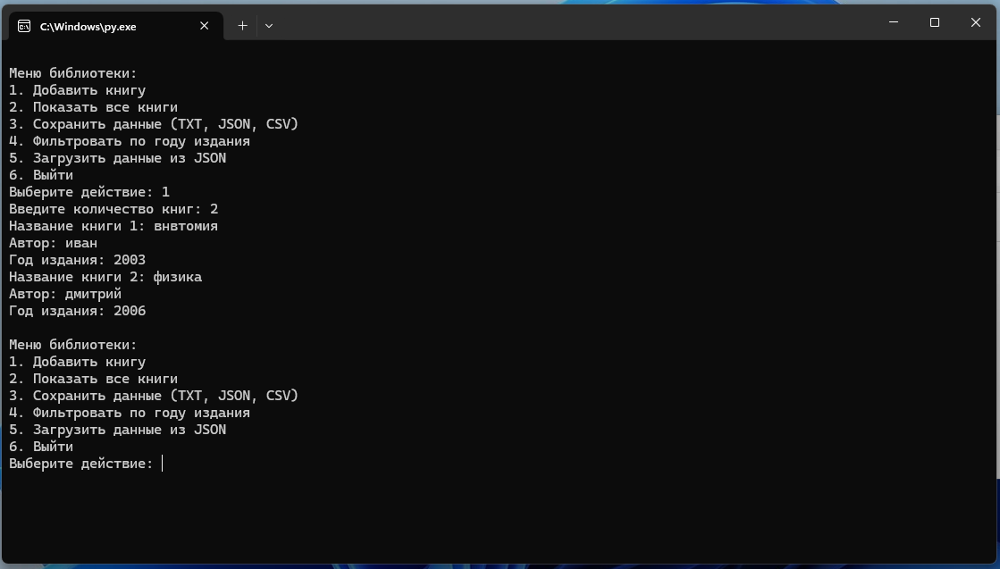 C:\Windows\py.exe
Меню библиотеки:
1. Добавить книгу
2. Показать все книги
3. Сохранить данные (TXT, JSON, CSV)
4. Фильтровать по году издания
5. Загрузить данные из JSON
6. Выйти
Выберите действие: 1
Введите количество книг: 2
Название книги 1: внвтомия
Автор: иван
Год издания: 2003
Название книги 2: физика
Автор: дмитрий
Год издания: 2006
Меню библиотеки:
1. Добавить книгу
2. Показать все книги
3. Сохранить данные (TXT, JSON, CSV)
4. Фильтровать по году издания
5. Загрузить данные из JSON
6. Выйти
Выберите действие: